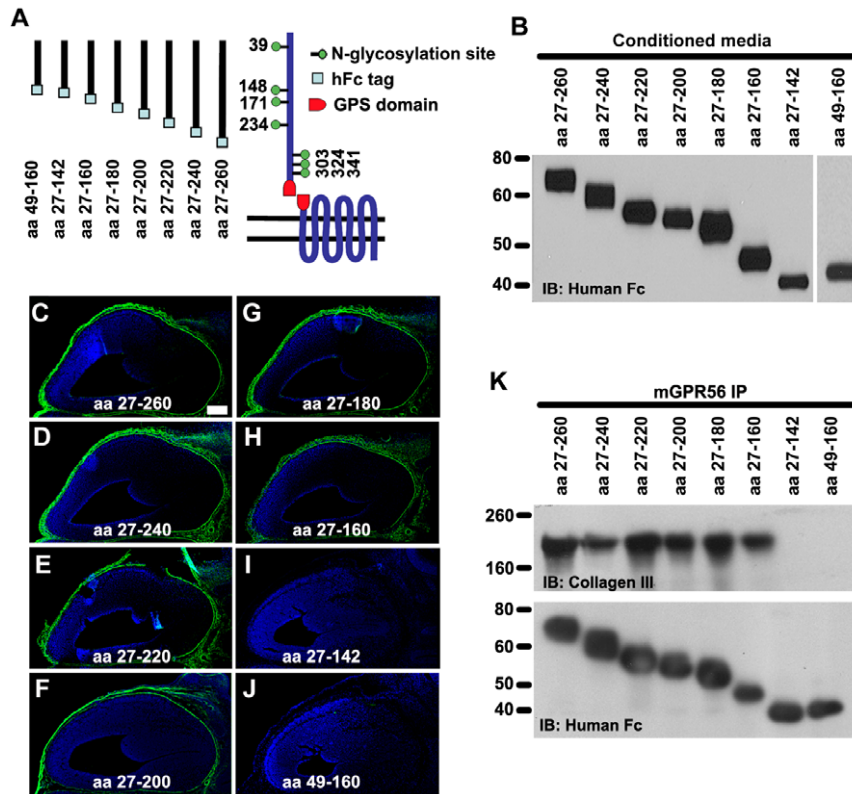 A
aa 49-160
aa 27-142
aa 27-160
aa 27-180
aa 27-200
aa 27-220
aa 27-240
aa 27-260
39
148
171
234
303
324
341
N-glycosylation site
hFc tag
GPS domain
B
Conditioned media
aa 27-260
aa 27-240
aa 27-220
aa 27-200
aa 27-180
aa 27-160
aa 27-142
aa 49-160
80
60
50
40
IB: Human Fc
C
aa 27-260
D
aa 27-240
E
aa 27-220
F
aa 27-200
G
aa 27-180
H
aa 27-160
I
aa 27-142
J
aa 49-160
K
mGPR56 IP
aa 27-260
aa 27-240
aa 27-220
aa 27-200
aa 27-180
aa 27-160
aa 27-142
aa 49-160
260
160
IB: Collagen III
80
60
50
40
IB: Human Fc